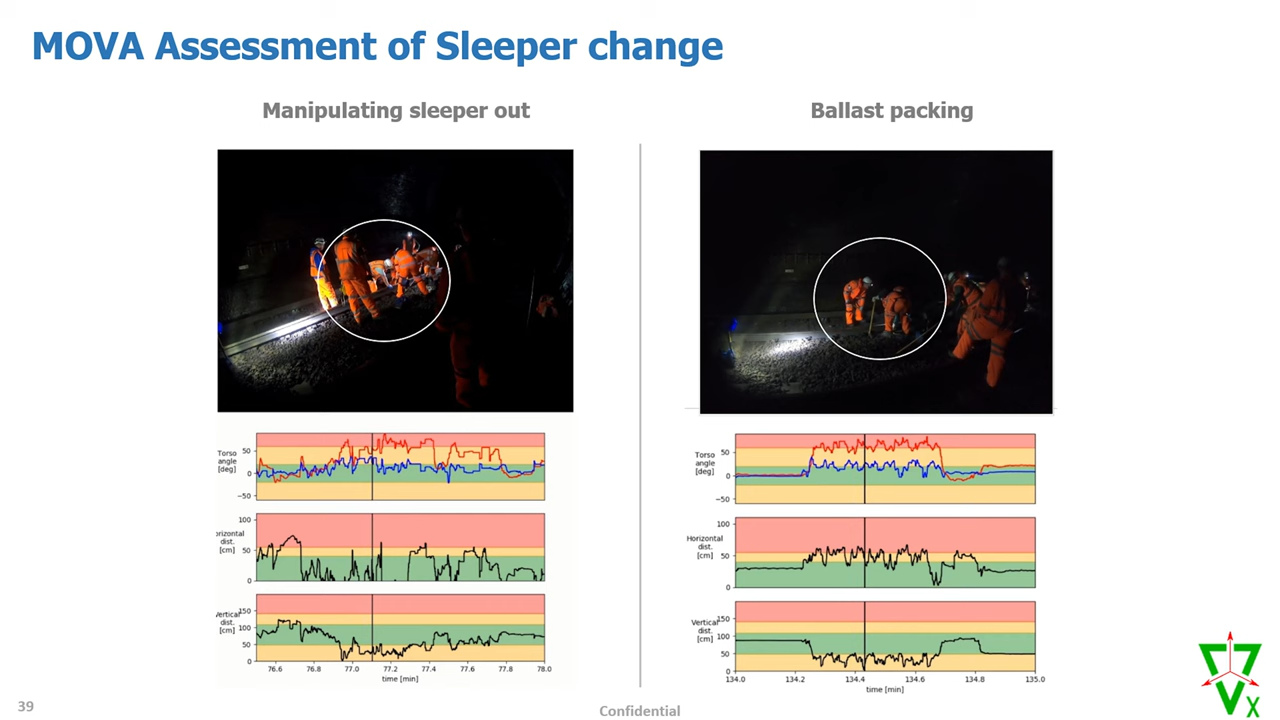 MOVA Assessment of Sleeper change
Manipulating sleeper out
Ballast packing
Torso
angle
[deg]
50
0
−50
orizontal
dist.
[cm]
100
50
0
Vertical
dist.
[cm]
150
100
50
0
76.6 76.8 77.0 77.2 77.4 77.6 77.8 78.0
time [min]
Torso
angle
[deg]
50
0
−50
Horizontal
dist.
[cm]
100
50
0
Vertical
dist.
[cm]
150
100
50
0
134.0 134.2 134.4 134.6 134.8 135.0
time [min]
39
Confidential
X